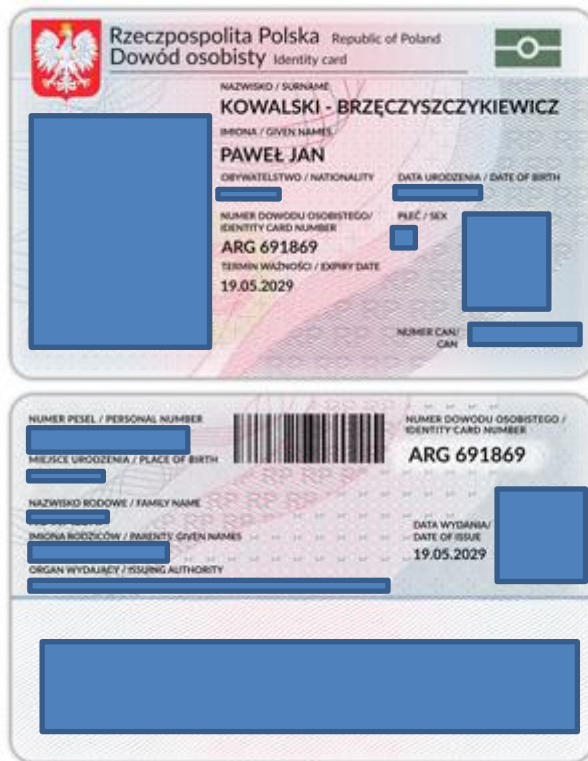 Rzeczpospolita Polska Republic of Poland
Dowód osobisty Identity card
NAZWISKO / SURNAME
KOWALSKI - BRZĘCZYSZCZYKIEWICZ
IMIONA / GIVEN NAMES
PAWEŁ JAN
OBYWATELSTWO / NATIONALITY DATA URODZENIA / DATE OF BIRTH
NUMER DOWODU OSOBISTEGO/ PŁEĆ / SEX
IDENTITY CARD NUMBER
ARG 691869
TERMIN WAŻNOŚCI / EXPIRY DATE
19.05.2029
NUMER CAN/
CAN
NUMER PESEL / PERSONAL NUMBER
MIEJSCE URODZENIA / PLACE OF BIRTH
NAZWISKO RODOWE / FAMILY NAME
IMIONA RODZICÓW / PARENTS' GIVEN NAMES
ORGAN WYDAJĄCY / ISSUING AUTHORITY
NUMER DOWODU OSOBISTEGO /
IDENTITY CARD NUMBER
ARG 691869
DATA WYDANIA/
DATE OF ISSUE
19.05.2029